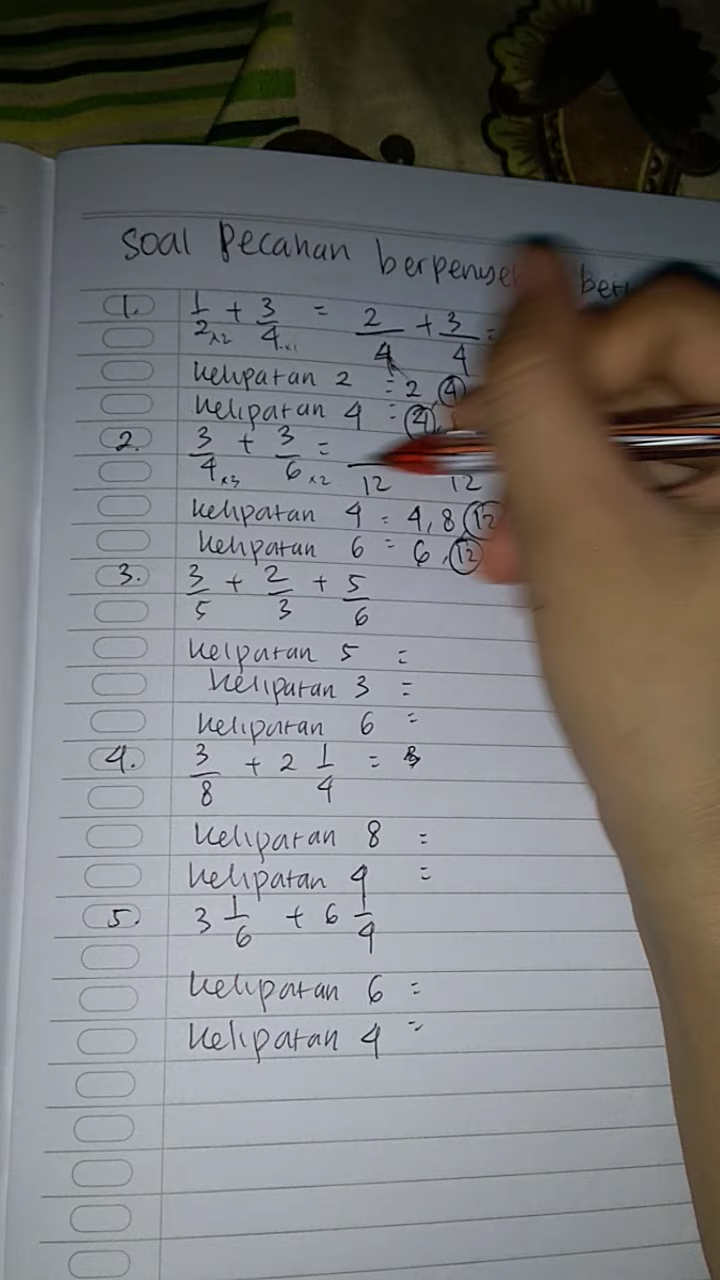 Soal Pecahan
1. 1/2 x2 + 3/4 x1 = 2/4 + 3/4 =
Kelipatan 2 = 2, 4
Kelipatan 4 = 4
2. 3/4 x3 + 3/6 x2 = /12 12
Kelipatan 4 = 4, 8, 12
Kelipatan 6 = 6, 12
3. 3/5 + 2/3 + 5/6
Kelpatan 5 =
Kelipatan 3 =
Kelipatan 6 =
4. 3/8 + 2 1/4 =
Kelipatan 8 =
Kelipatan 4 =
5. 3 1/6 + 6 1/4
Kelipatan 6 =
Kelipatan 4 =